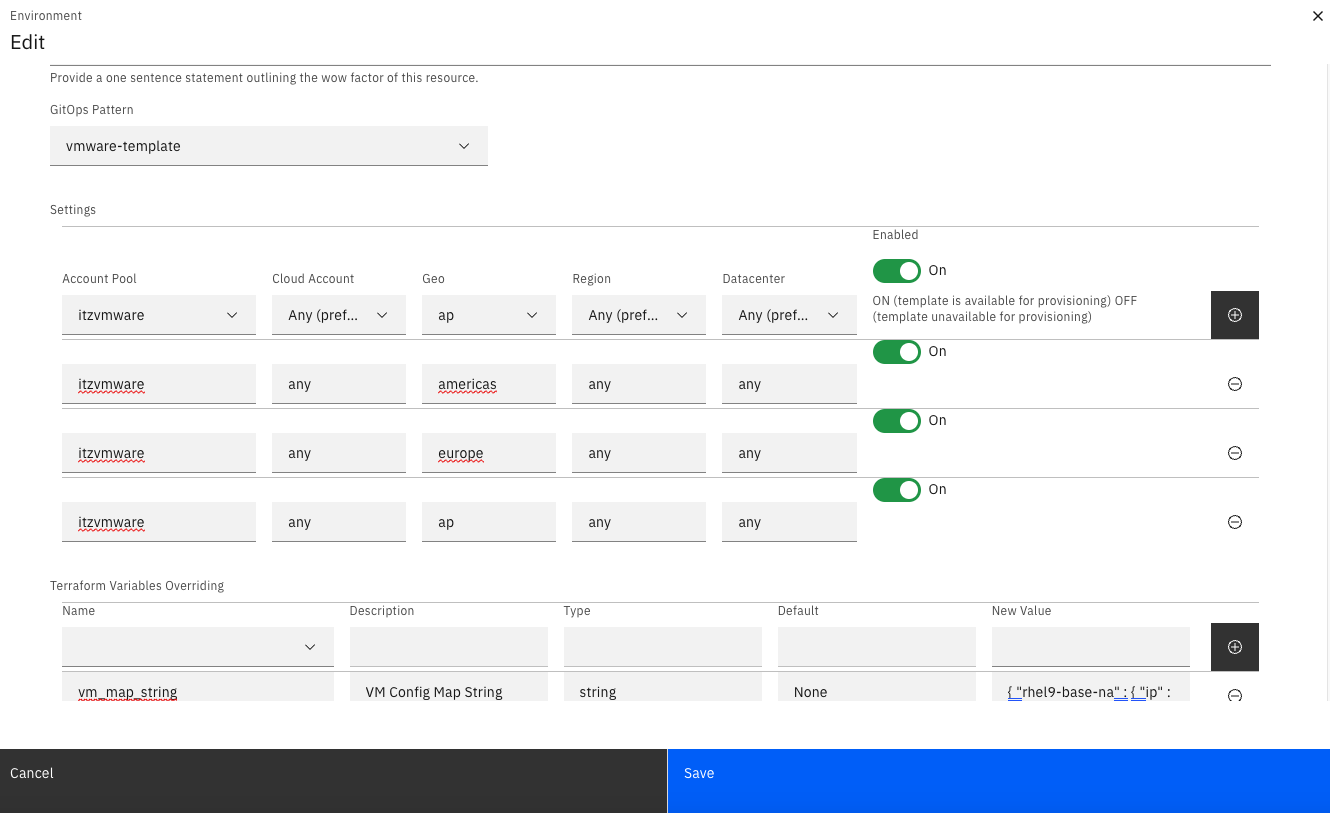 Environment
Edit
Provide a one sentence statement outlining the wow factor of this resource.
GitOps Pattern
vmware-template
Settings
Enabled
On
Account Pool Cloud Account Geo Region Datacenter
itzvmware Any (pref... ap Any (pref... Any (pref...
ON (template is available for provisioning) OFF
(template unavailable for provisioning)
On
itzvmware any americas any any
On
itzvmware any europe any any
On
itzvmware any ap any any
Terraform Variables Overriding
Name Description Type Default New Value
vm_map_string VM Config Map String string None { "rhel9-base-na" : { "ip" :
Cancel Save